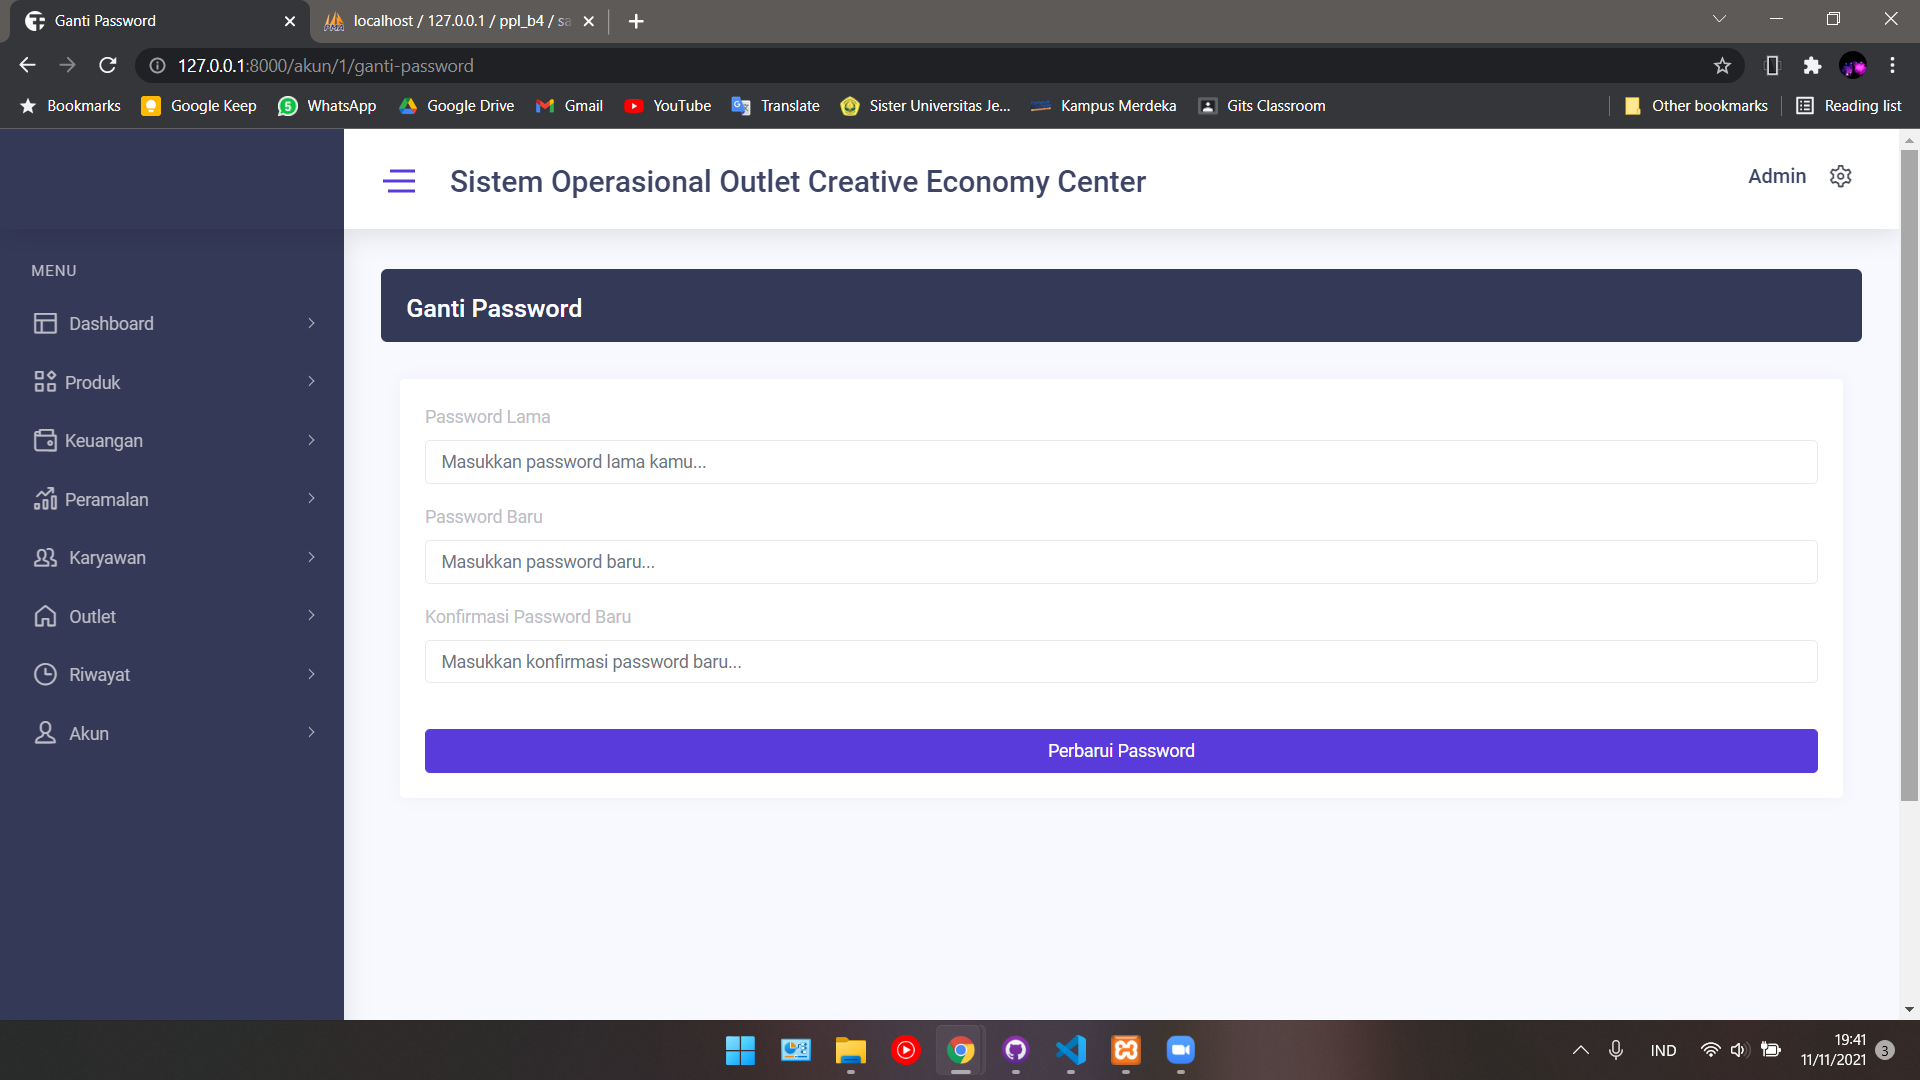 Ganti Password
localhost / 127.0.0.1 / ppl_b4 / sa
127.0.0.1:8000/akun/1/ganti-password
Bookmarks
Google Keep
WhatsApp
Google Drive
Gmail
YouTube
Translate
Sister Universitas Je...
Kampus Merdeka
Gits Classroom
Other bookmarks
Reading list
Sistem Operasional Outlet Creative Economy Center
Admin
MENU
Dashboard
Produk
Keuangan
Peramalan
Karyawan
Outlet
Riwayat
Akun
Ganti Password
Password Lama
Masukkan password lama kamu...
Password Baru
Masukkan password baru...
Konfirmasi Password Baru
Masukkan konfirmasi password baru...
Perbarui Password
IND
19:41
11/11/2021
3